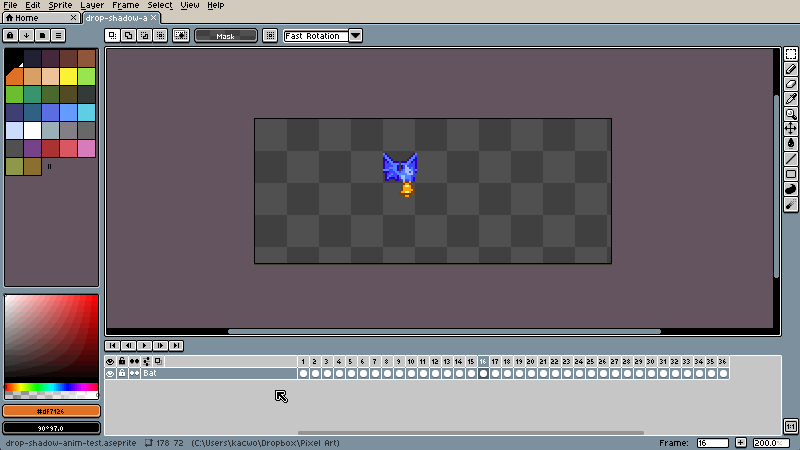 File Edit Sprite Layer Frame Select View Help
Home drop-shadow-a
Mask Fast Rotation
1 2 3 4 5 6 7 8 9 10 11 12 13 14 15 16 17 18 19 20 21 22 23 24 25 26 27 28 29 30 31 32 33 34 35 36
Bat
#df7126
drop-shadow-anim-test.aseprite 178 72 (C:\Users\kacwo\Dropbox\Pixel Art) Frame: 16 200.0
1:1